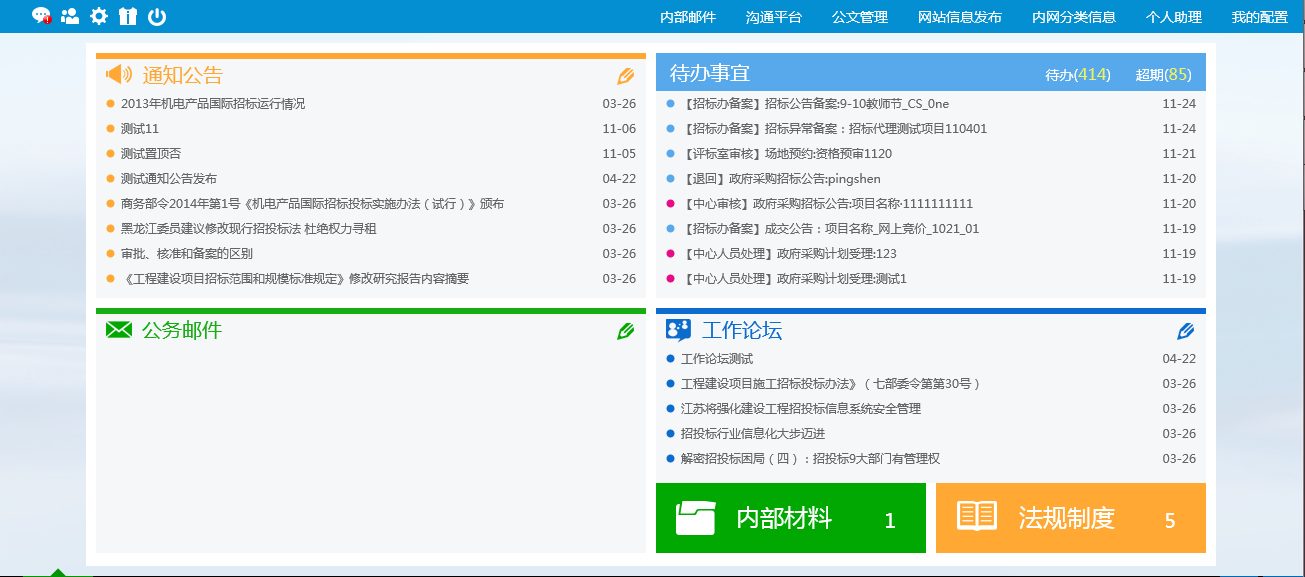 内部邮件 沟通平台 公文管理 网站信息发布 内网分类信息 个人助理 我的配置
通知公告
2013年机电产品国际招标运行情况 03-26
测试11 11-06
测试置顶否 11-05
测试通知公告发布 04-22
商务部令2014年第1号《机电产品国际招标投标实施办法（试行）》颁布 03-26
黑龙江委员建议修改现行招投标法 杜绝权力寻租 03-26
审批、核准和备案的区别 03-26
《工程建设项目招标范围和规模标准规定》修改研究报告内容摘要 03-26
待办事宜 待办(414) 超期(85)
【招标办备案】招标公告备案:9-10教师节_CS_0ne 11-24
【招标办备案】招标异常备案：招标代理测试项目110401 11-24
【评标室审核】场地预约:资格预审1120 11-21
【退回】政府采购招标公告:pingshen 11-20
【中心审核】政府采购招标公告:项目名称·1111111111 11-20
【招标办备案】成交公告：项目名称_网上竞价_1021_01 11-19
【中心人员处理】政府采购计划受理:123 11-19
【中心人员处理】政府采购计划受理:测试1 11-19
公务邮件
工作论坛
工作论坛测试 04-22
工程建设项目施工招标投标办法》（七部委令第第30号） 03-26
江苏将强化建设工程招投标信息系统安全管理 03-26
招投标行业信息化大步迈进 03-26
解密招投标困局（四）：招投标9大部门有管理权 03-26
内部材料 1
法规制度 5